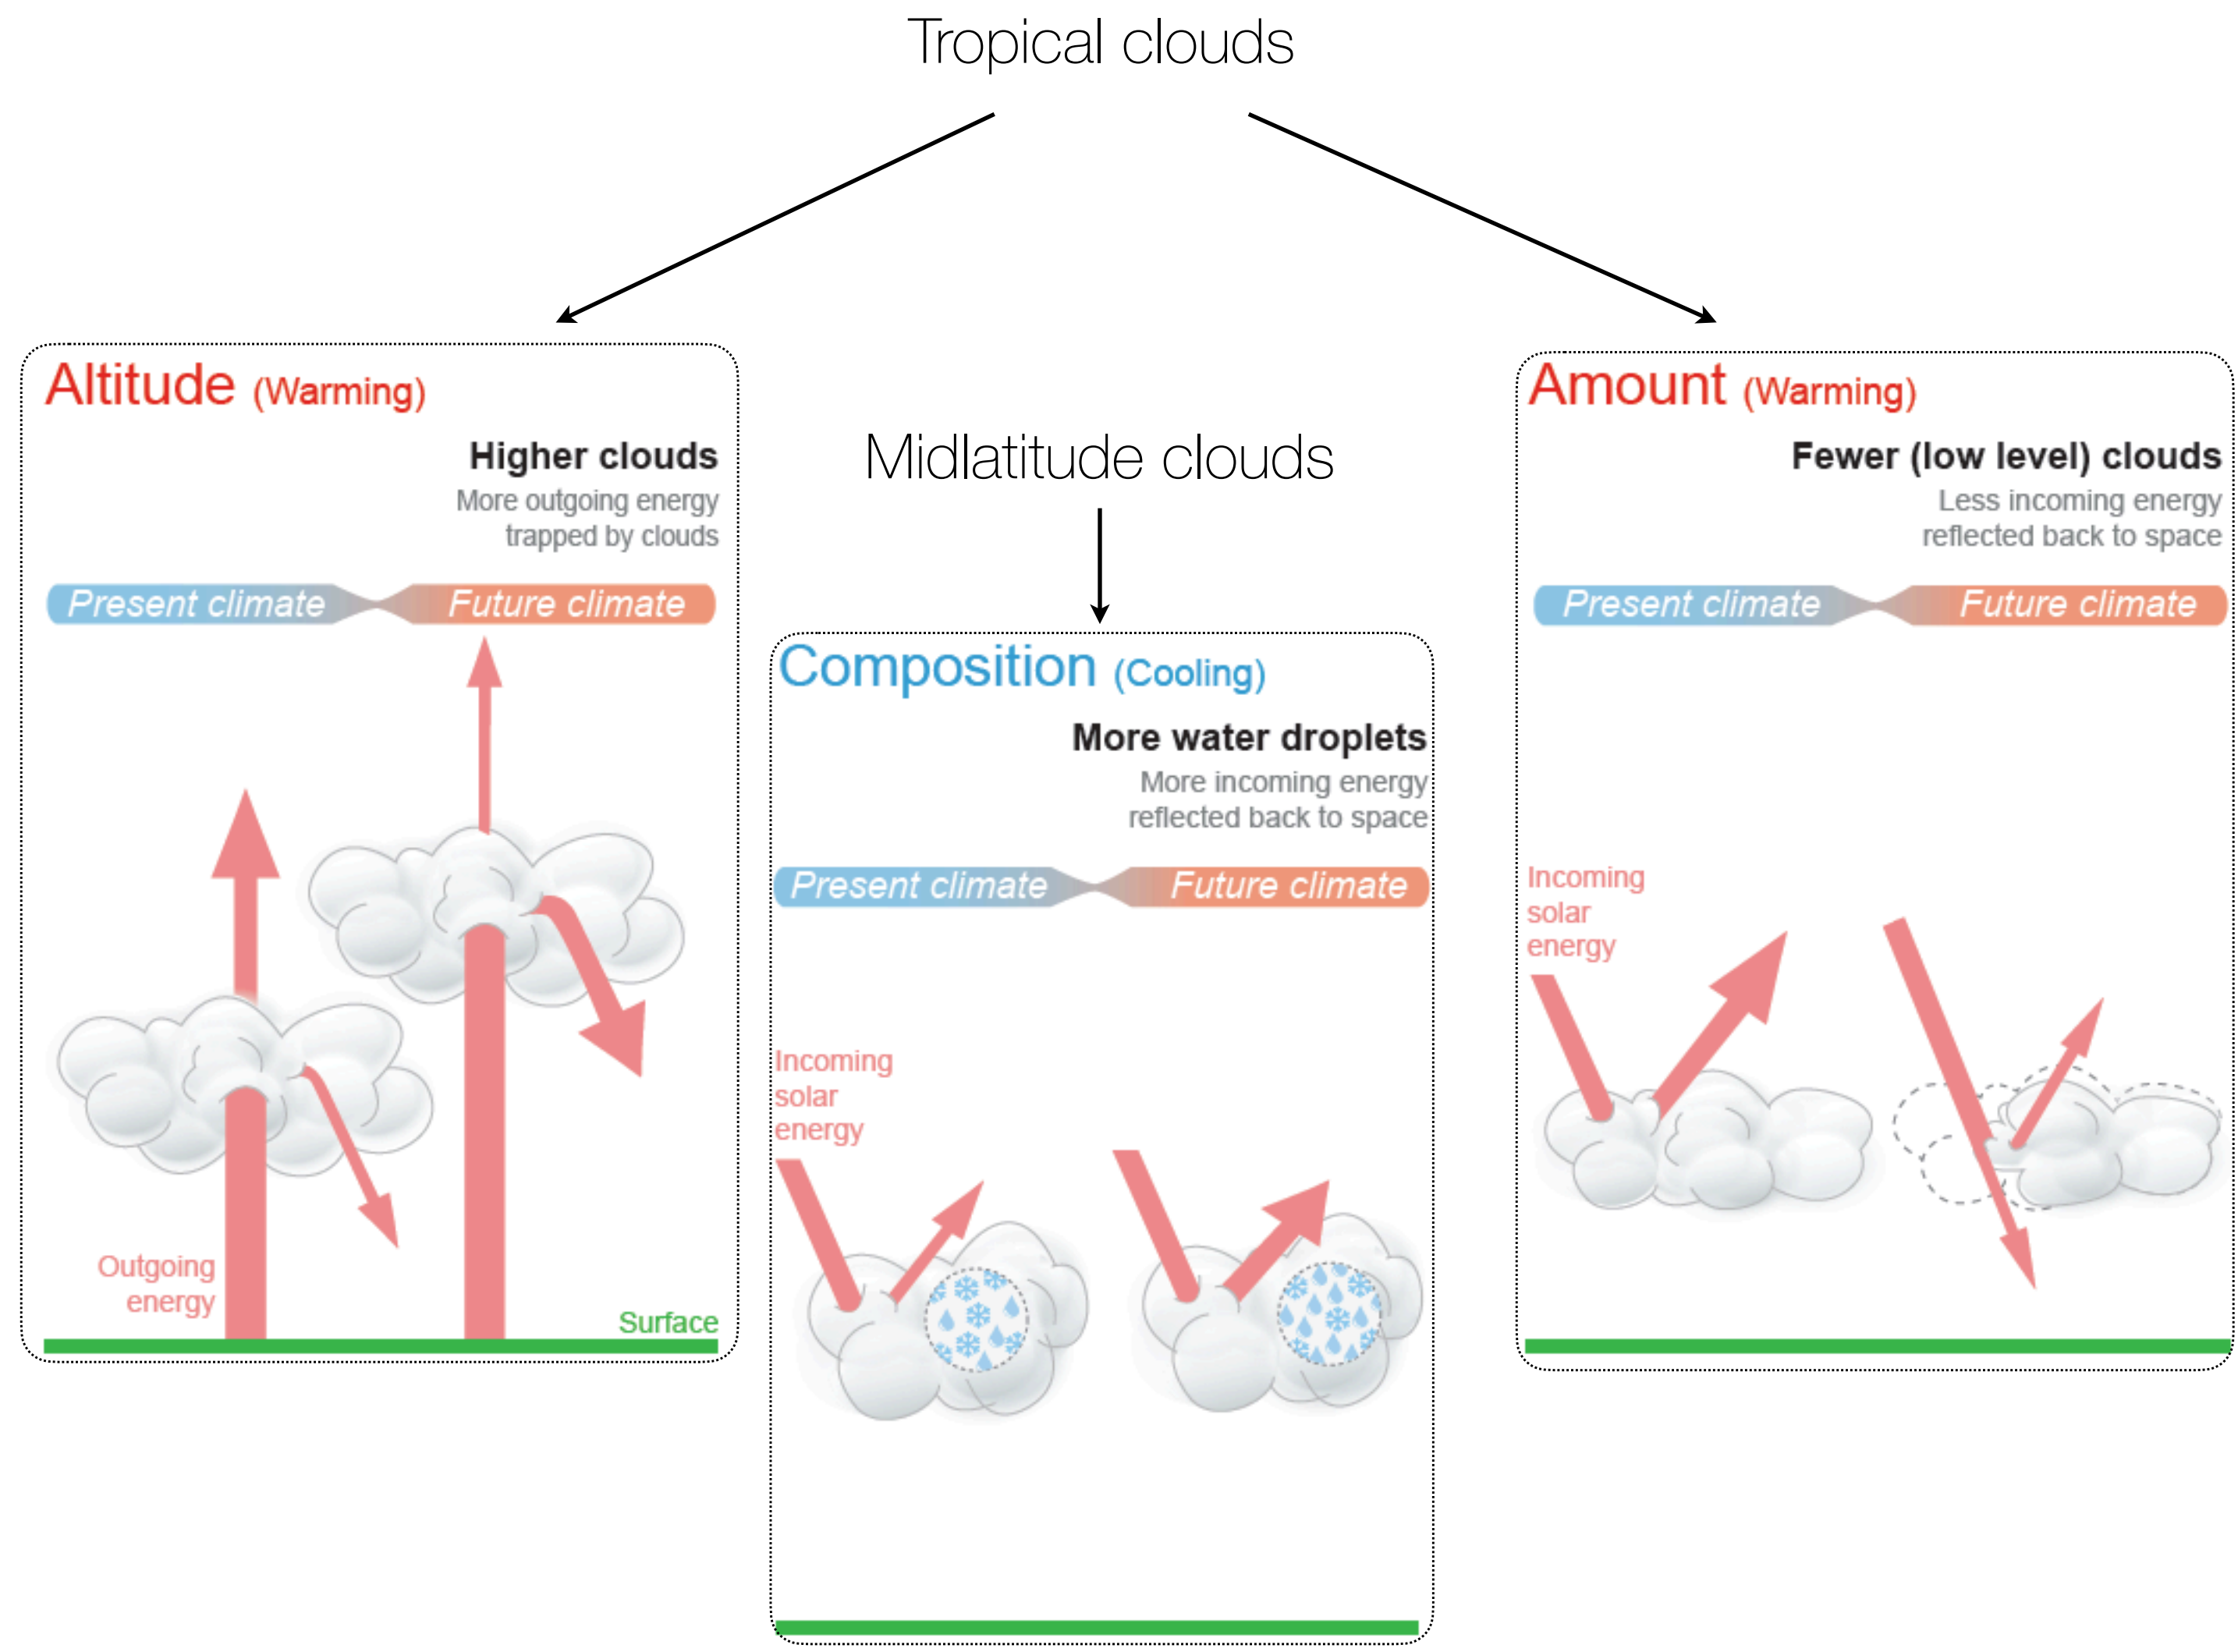 Tropical clouds
Altitude (Warming)
Higher clouds
More outgoing energy
trapped by clouds
Present climate
Future climate
Outgoing
energy
Surface
Midlatitude clouds
Composition (Cooling)
More water droplets
More incoming energy
reflected back to space
Present climate
Future climate
Incoming
solar
energy
Amount (Warming)
Fewer (low level) clouds
Less incoming energy
reflected back to space
Present climate
Future climate
Incoming
solar
energy